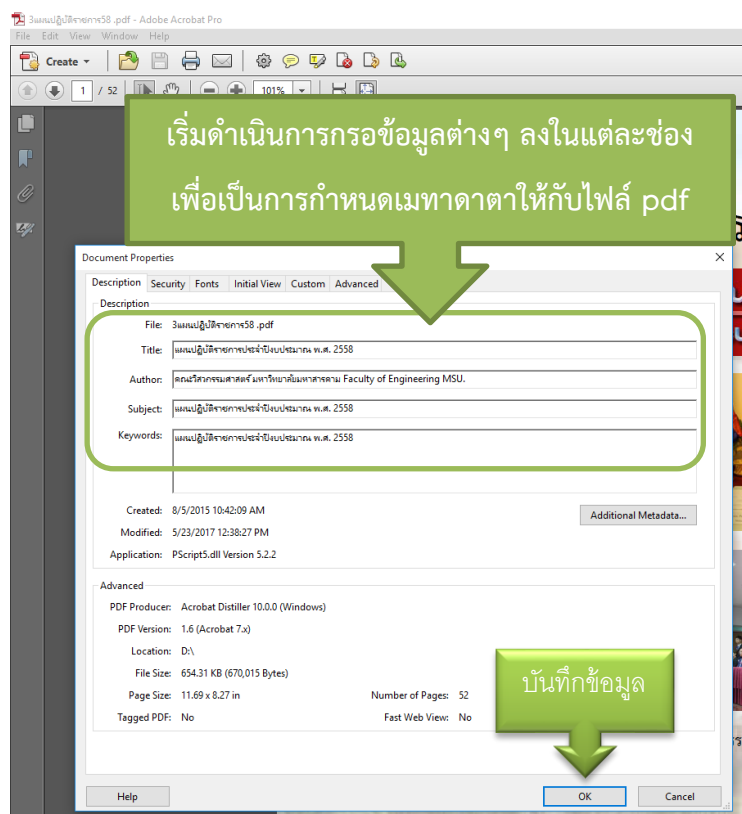 3แผนปฏิบัติราชการ58 .pdf - Adobe Acrobat Pro
File Edit View Window Help
Create
1 / 52 101%
เริ่มดำเนินการกรอข้อมูลต่างๆ ลงในแต่ละช่อง
เพื่อเป็นการกำหนดเมทาดาตาให้กับไฟล์ pdf
Document Properties
Description Security Fonts Initial View Custom Advanced
Description
File: 3แผนปฏิบัติราชการ58 .pdf
Title: แผนปฏิบัติราชการประจำปีงบประมาณ พ.ศ. 2558
Author: คณะวิศวกรรมศาสตร์ มหาวิทยาลัยมหาสารคาม Faculty of Engineering MSU.
Subject: แผนปฏิบัติราชการประจำปีงบประมาณ พ.ศ. 2558
Keywords: แผนปฏิบัติราชการประจำปีงบประมาณ พ.ศ. 2558
Created: 8/5/2015 10:42:09 AM
Additional Metadata...
Modified: 5/23/2017 12:38:27 PM
Application: PScript5.dll Version 5.2.2
Advanced
PDF Producer: Acrobat Distiller 10.0.0 (Windows)
PDF Version: 1.6 (Acrobat 7.x)
Location: D:\
File Size: 654.31 KB (670,015 Bytes)
บันทึกข้อมูล
Page Size: 11.69 x 8.27 in Number of Pages: 52
Tagged PDF: No Fast Web View: No
Help OK Cancel